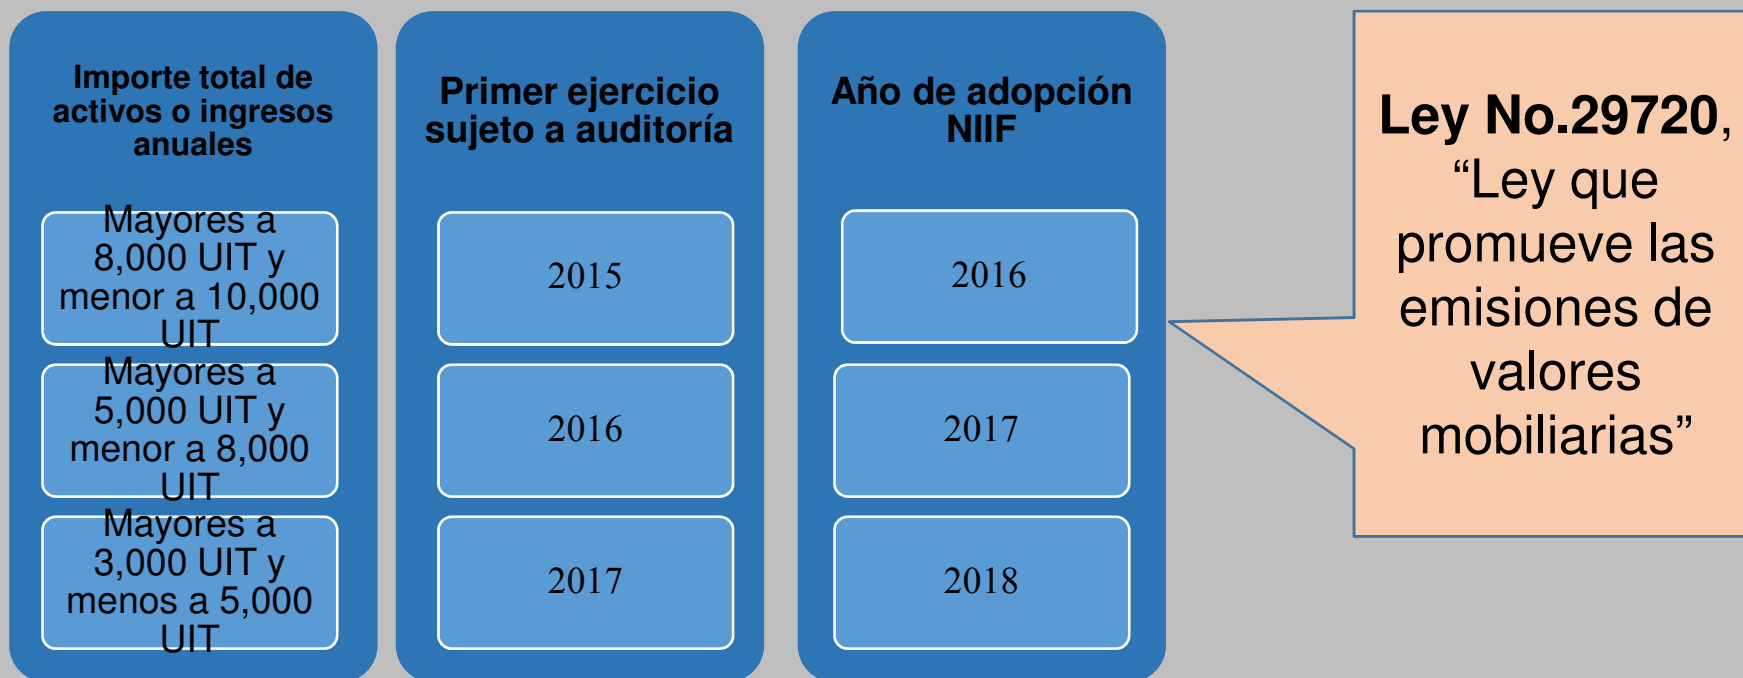 Importe total de
activos o ingresos
anuales
Mayores a
8,000 UIT y
menor a 10,000
UIT
Mayores a
5,000 UIT y
menor a 8,000
UIT
Mayores a
3,000 UIT y
menos a 5,000
UIT
Primer ejercicio
sujeto a auditoría
2015
2016
2017
Año de adopción
NIIF
2016
2017
2018
Ley No.29720,
“Ley que
promueve las
emisiones de
valores
mobiliarias”